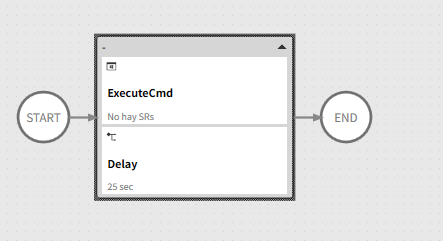 -
START
ExecuteCmd
No hay SRs
Delay
25 sec
END